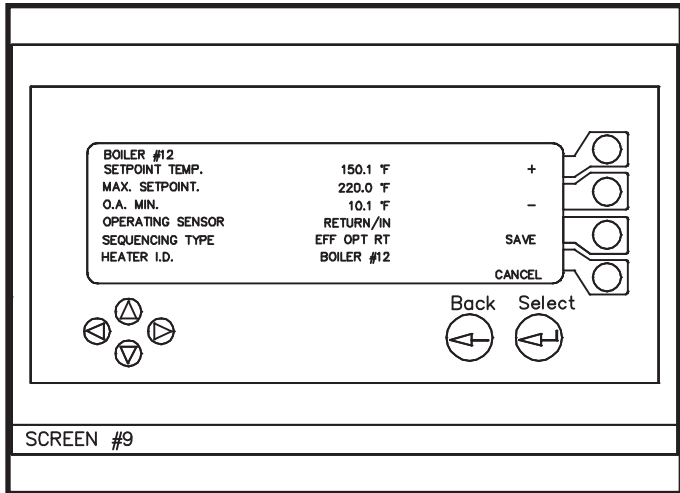 BOILER #12
SETPOINT TEMP. 150.1 °F +
MAX. SETPOINT. 220.0 °F
O.A. MIN. 10.1 °F -
OPERATING SENSOR RETURN/IN
SEQUENCING TYPE EFF OPT RT SAVE
HEATER I.D. BOILER #12
CANCEL
Back Select
SCREEN #9